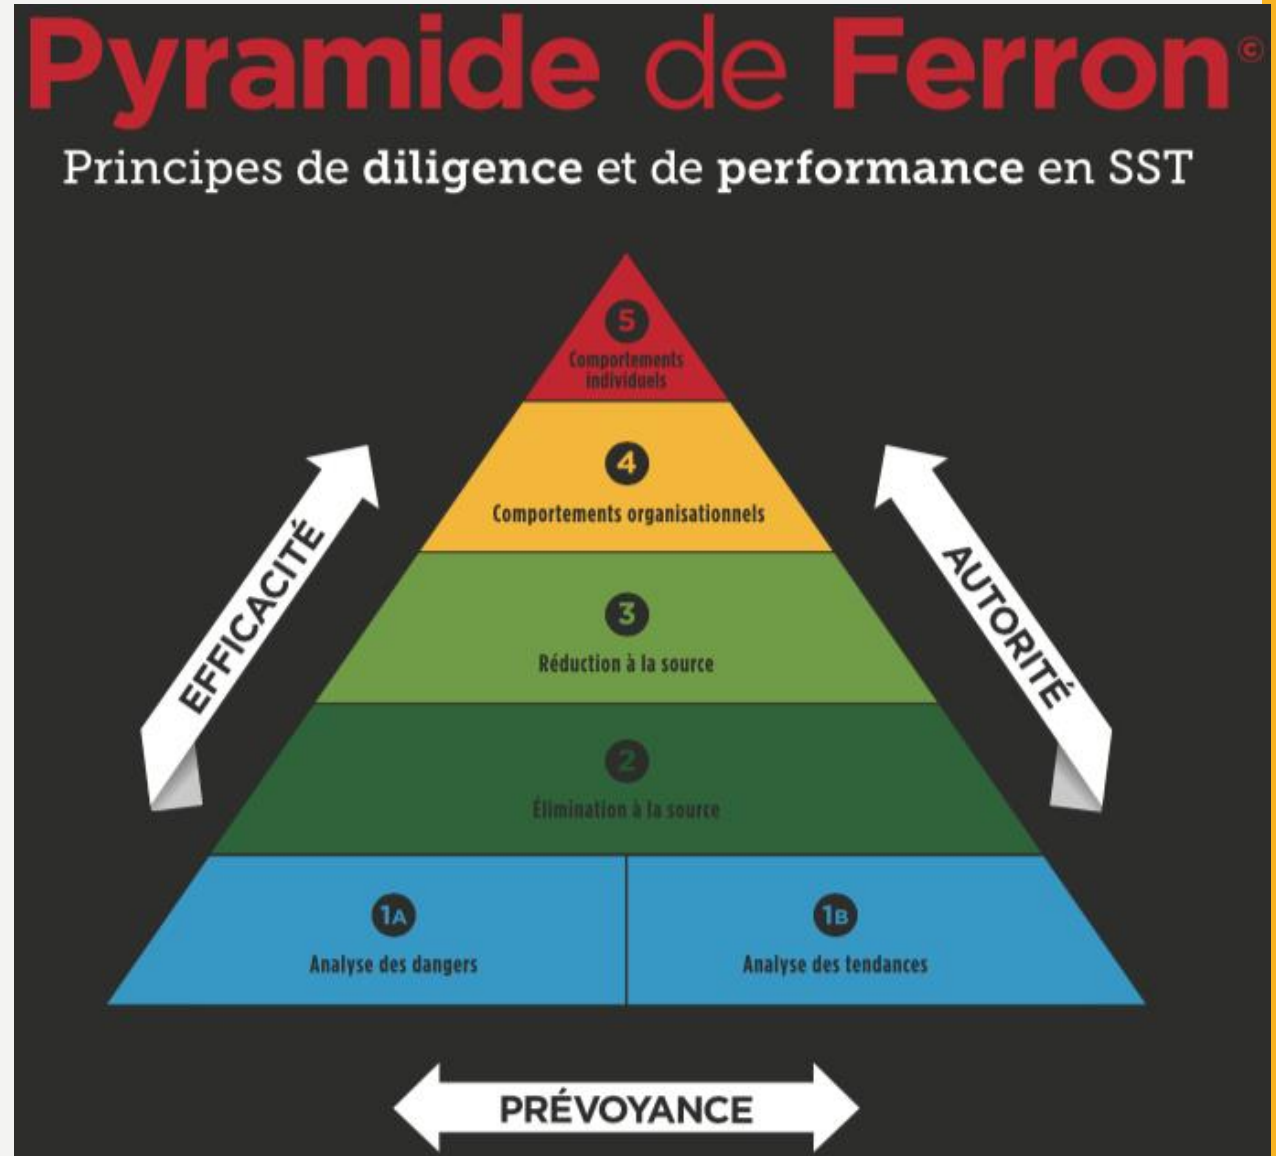 Pyramide de Ferron©
Principes de diligence et de performance en SST
5
Comportements
individuels
4
Comportements organisationnels
3
Réduction à la source
2
Élimination à la source
1A
Analyse des dangers
1B
Analyse des tendances
EFFICACITÉ
AUTORITÉ
PRÉVOYANCE